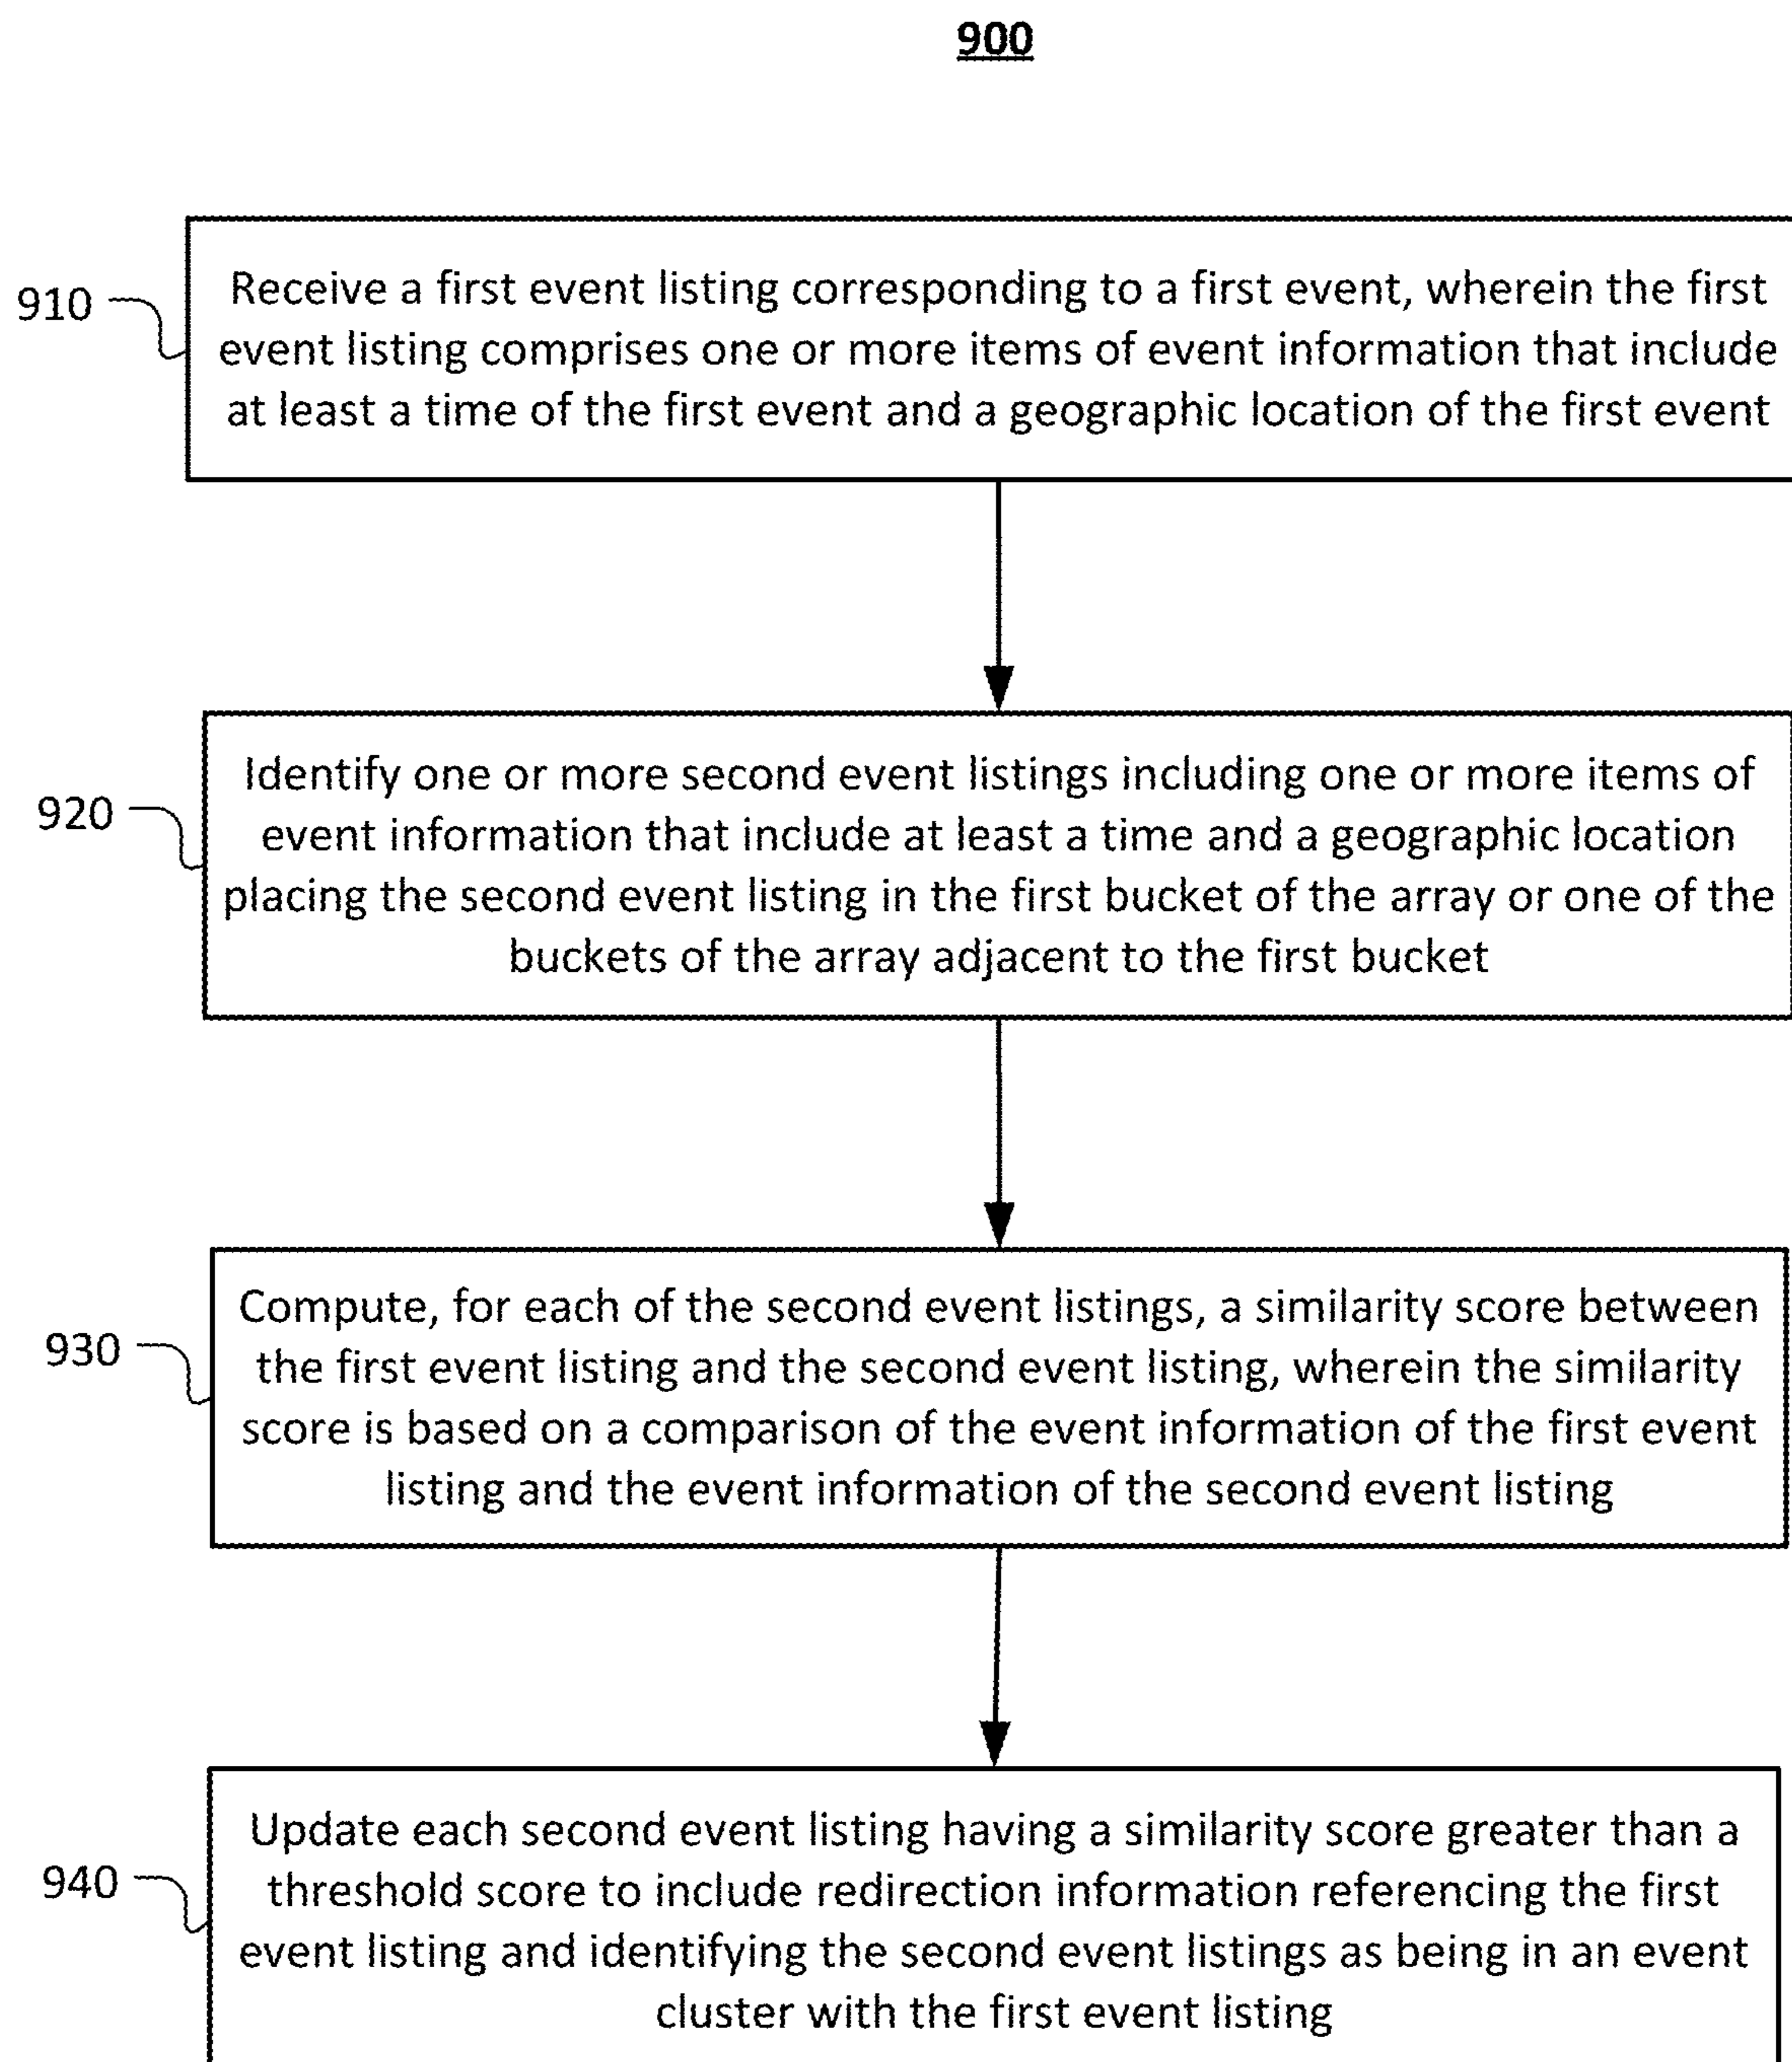 900
910
Receive a first event listing corresponding to a first event, wherein the first
event listing comprises one or more items of event information that include
at least a time of the first event and a geographic location of the first event
920
Identify one or more second event listings including one or more items of
event information that include at least a time and a geographic location
placing the second event listing in the first bucket of the array or one of the
buckets of the array adjacent to the first bucket
930
Compute, for each of the second event listings, a similarity score between
the first event listing and the second event listing, wherein the similarity
score is based on a comparison of the event information of the first event
listing and the event information of the second event listing
940
Update each second event listing having a similarity score greater than a
threshold score to include redirection information referencing the first
event listing and identifying the second event listings as being in an event
cluster with the first event listing